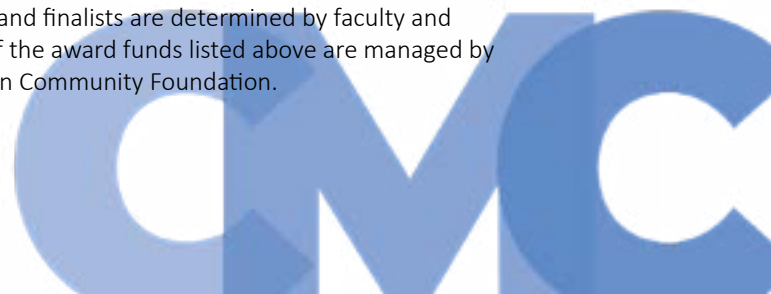 and finalists are determined by faculty and
f the award funds listed above are managed by
n Community Foundation.
CMC